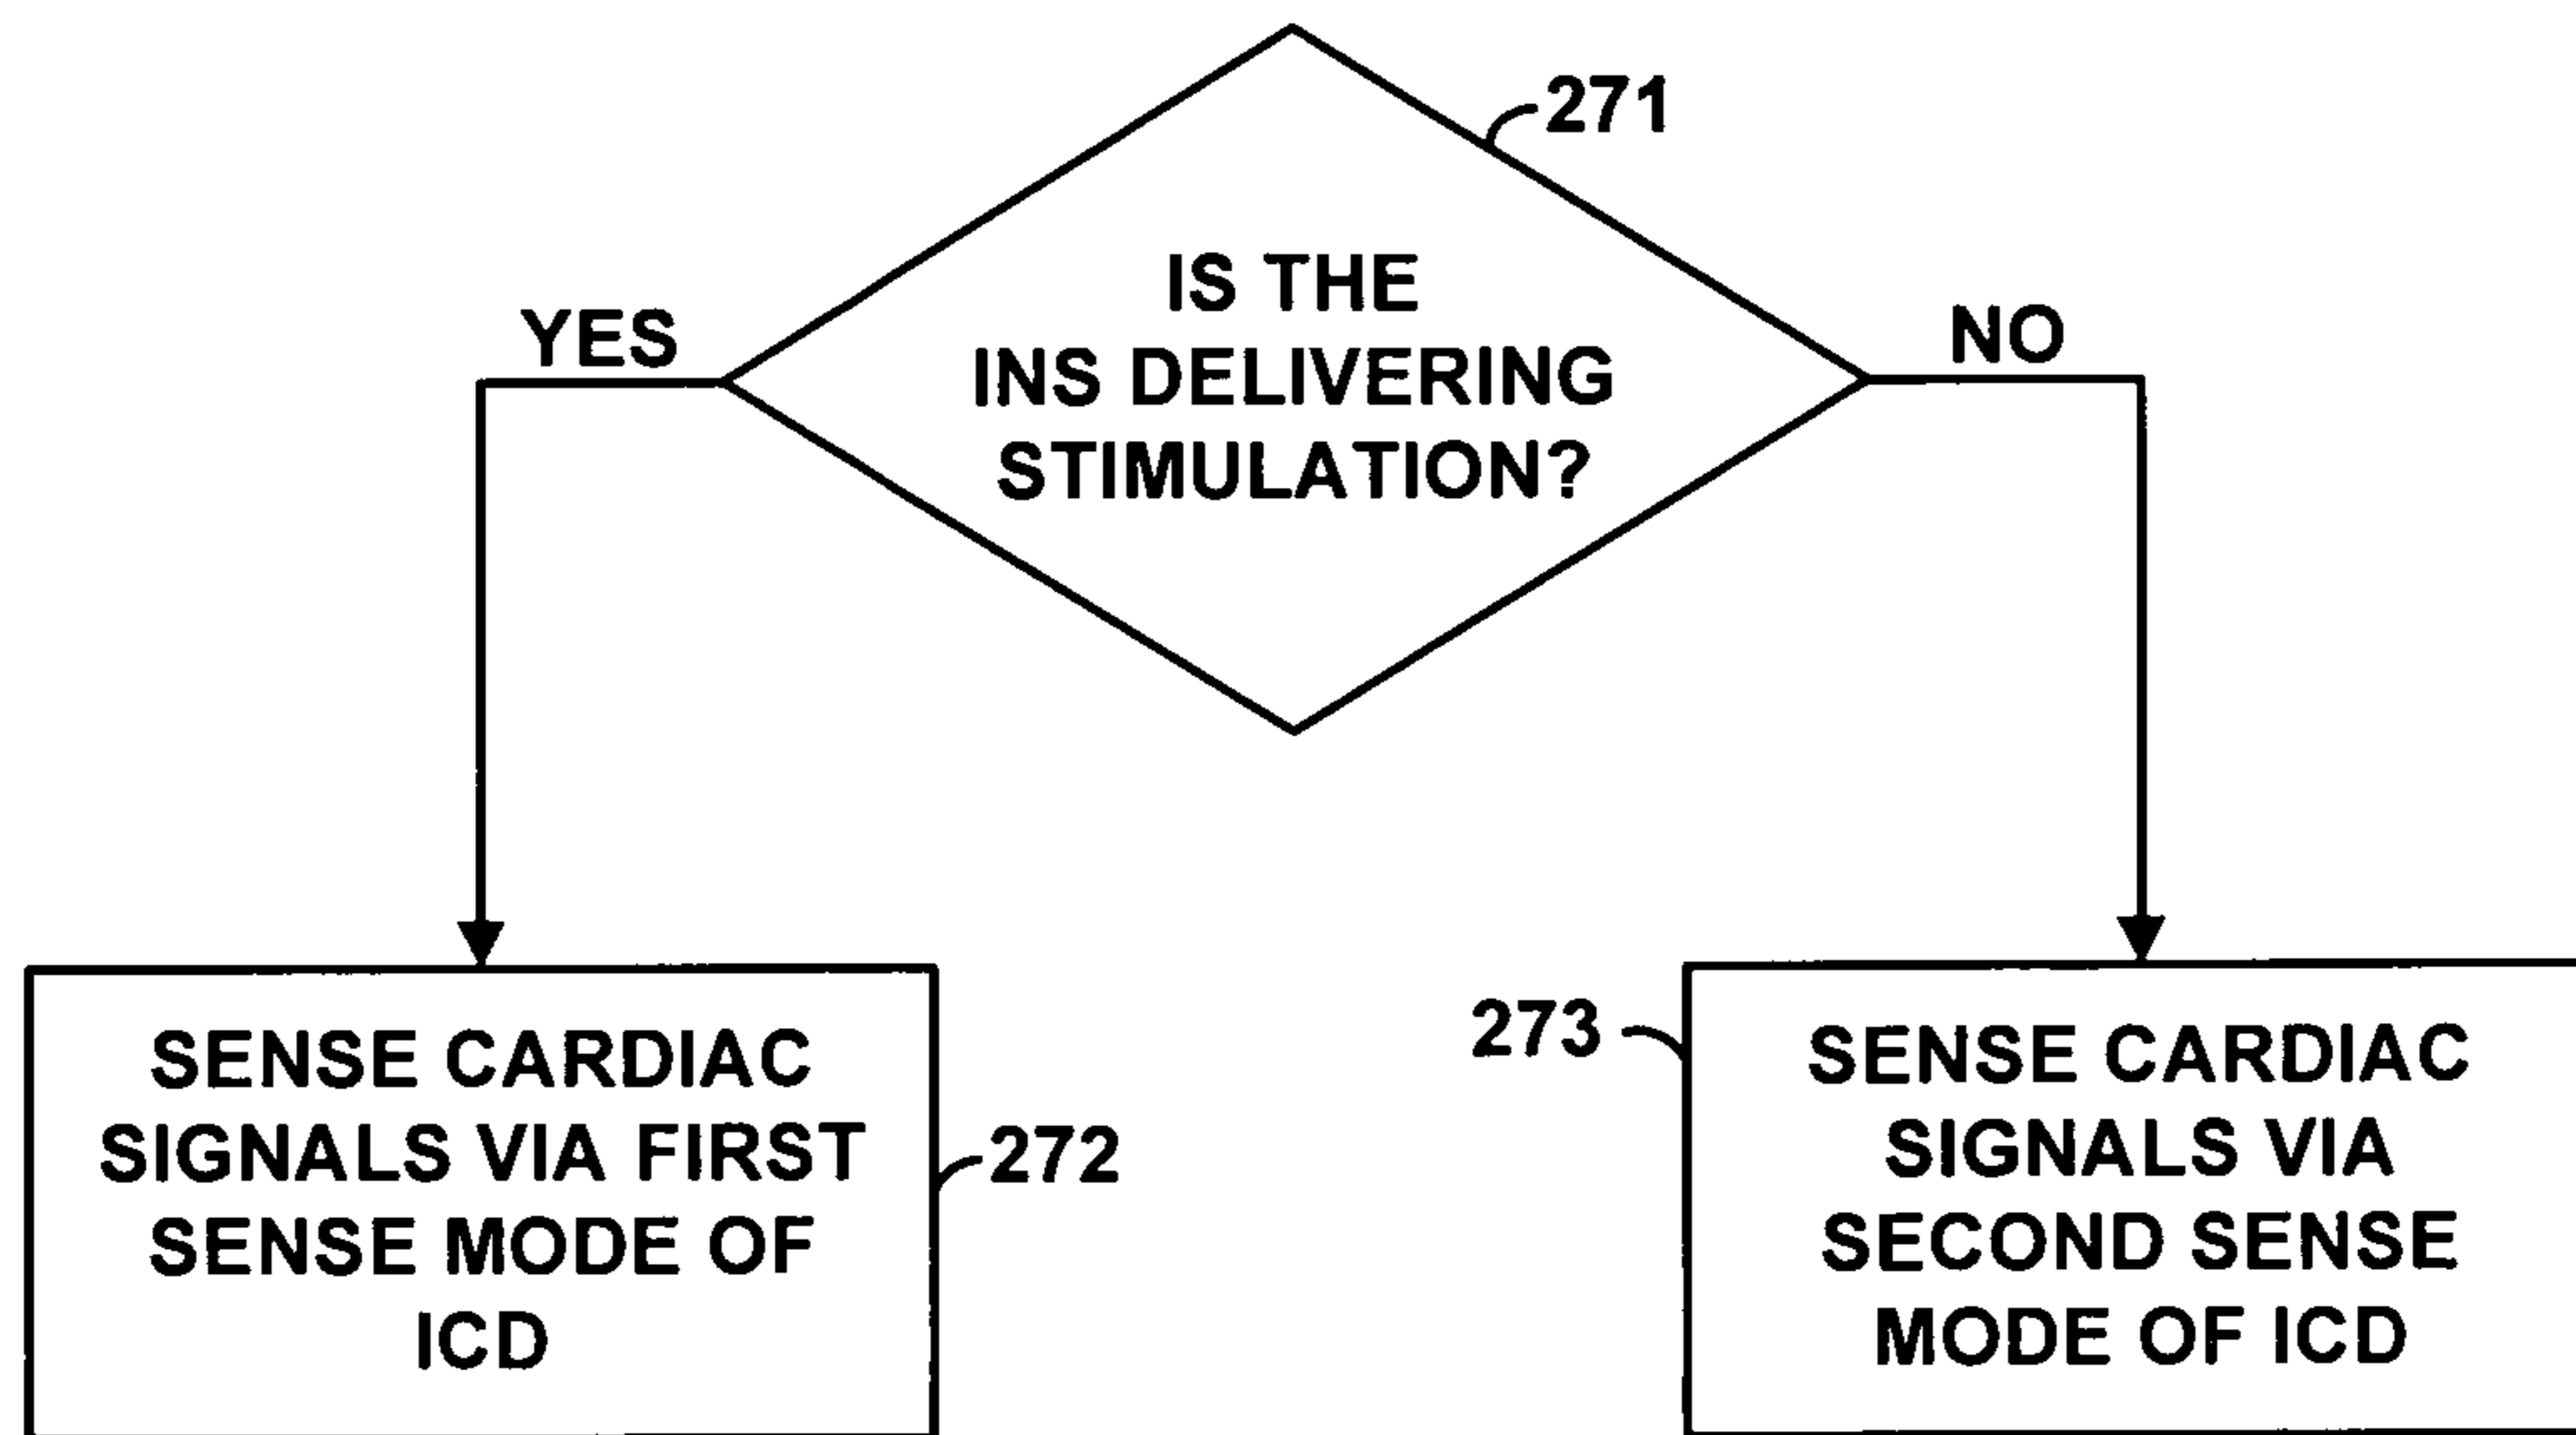 271
IS THE
INS DELIVERING
STIMULATION?
YES
NO
SENSE CARDIAC
SIGNALS VIA FIRST
SENSE MODE OF
ICD
272
273
SENSE CARDIAC
SIGNALS VIA
SECOND SENSE
MODE OF ICD